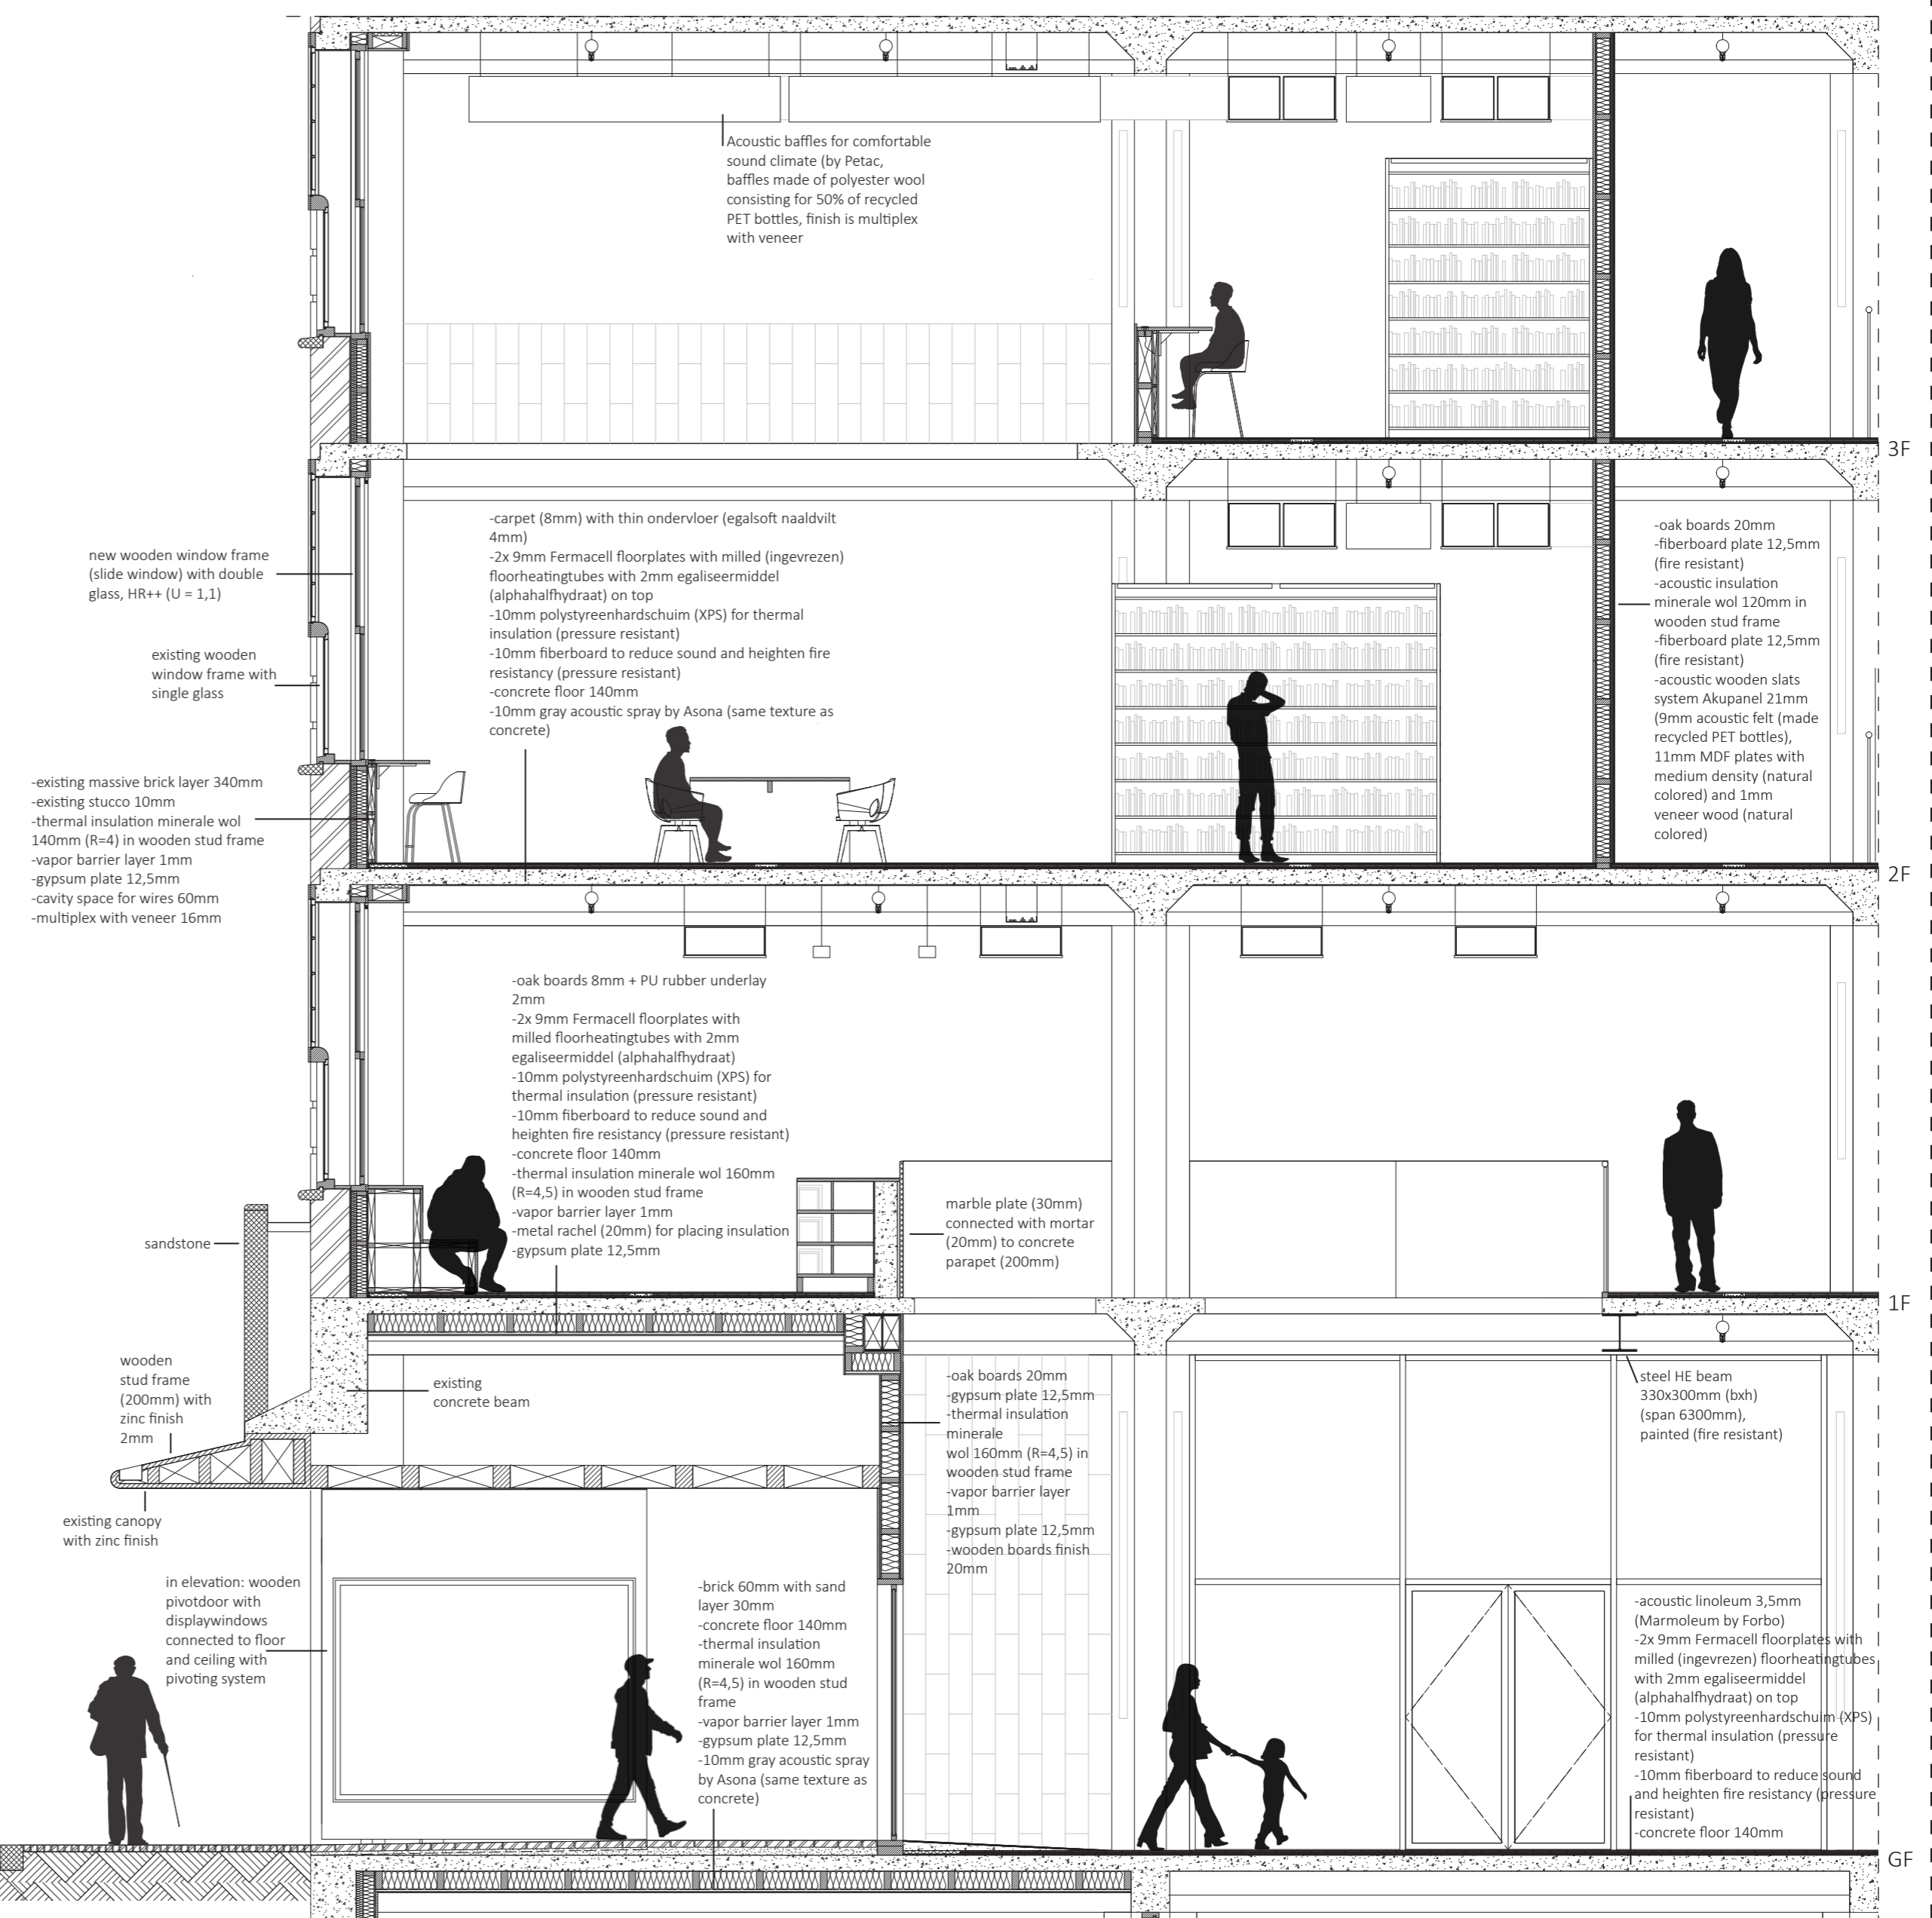 Acoustic baffles for comfortable
sound climate (by Petac,
baffles made of polyester wool
consisting for 50% of recycled
PET bottles, finish is multiplex
with veneer
3F
new wooden window frame
(slide window) with double
glass, HR++ (U = 1,1)
existing wooden
window frame with
single glass
-existing massive brick layer 340mm
-existing stucco 10mm
-thermal insulation minerale wol
140mm (R=4) in wooden stud frame
-vapor barrier layer 1mm
-gypsum plate 12,5mm
-cavity space for wires 60mm
-multiplex with veneer 16mm
-carpet (8mm) with thin ondervloer (egalsoft naaldvilt
4mm)
-2x 9mm Fermacell floorplates with milled (ingevrezen)
floorheatingtubes with 2mm egaliseermiddel
(alphahalfhydraat) on top
-10mm polystyreenhardschuim (XPS) for thermal
insulation (pressure resistant)
-10mm fiberboard to reduce sound and heighten fire
resistancy (pressure resistant)
-concrete floor 140mm
-10mm gray acoustic spray by Asona (same texture as
concrete)
-oak boards 20mm
-fiberboard plate 12,5mm
(fire resistant)
-acoustic insulation
minerale wol 120mm in
wooden stud frame
-fiberboard plate 12,5mm
(fire resistant)
-acoustic wooden slats
system Akupanel 21mm
(9mm acoustic felt (made
recycled PET bottles),
11mm MDF plates with
medium density (natural
colored) and 1mm
veneer wood (natural
colored)
2F
-oak boards 8mm + PU rubber underlay
2mm
-2x 9mm Fermacell floorplates with
milled floorheatingtubes with 2mm
egaliseermiddel (alphahalfhydraat)
-10mm polystyreenhardschuim (XPS) for
thermal insulation (pressure resistant)
-10mm fiberboard to reduce sound and
heighten fire resistancy (pressure resistant)
-concrete floor 140mm
-thermal insulation minerale wol 160mm
(R=4,5) in wooden stud frame
-vapor barrier layer 1mm
-metal rachel (20mm) for placing insulation
-gypsum plate 12,5mm
marble plate (30mm)
connected with mortar
(20mm) to concrete
parapet (200mm)
sandstone
1F
wooden
stud frame
(200mm) with
zinc finish
2mm
existing
concrete beam
existing canopy
with zinc finish
-oak boards 20mm
-gypsum plate 12,5mm
-thermal insulation
minerale
wol 160mm (R=4,5) in
wooden stud frame
-vapor barrier layer
1mm
-gypsum plate 12,5mm
-wooden boards finish
20mm
steel HE beam
330x300mm (bxh)
(span 6300mm),
painted (fire resistant)
in elevation: wooden
pivotdoor with
displaywindows
connected to floor
and ceiling with
pivoting system
-brick 60mm with sand
layer 30mm
-concrete floor 140mm
-thermal insulation
minerale wol 160mm
(R=4,5) in wooden stud
frame
-vapor barrier layer 1mm
-gypsum plate 12,5mm
-10mm gray acoustic spray
by Asona (same texture as
concrete)
-acoustic linoleum 3,5mm
(Marmoleum by Forbo)
-2x 9mm Fermacell floorplates with
milled (ingevrezen) floorheatingtubes
with 2mm egaliseermiddel
(alphahalfhydraat) on top
-10mm polystyreenhardschuim (XPS)
for thermal insulation (pressure
resistant)
-10mm fiberboard to reduce sound
and heighten fire resistancy (pressure
resistant)
-concrete floor 140mm
GF